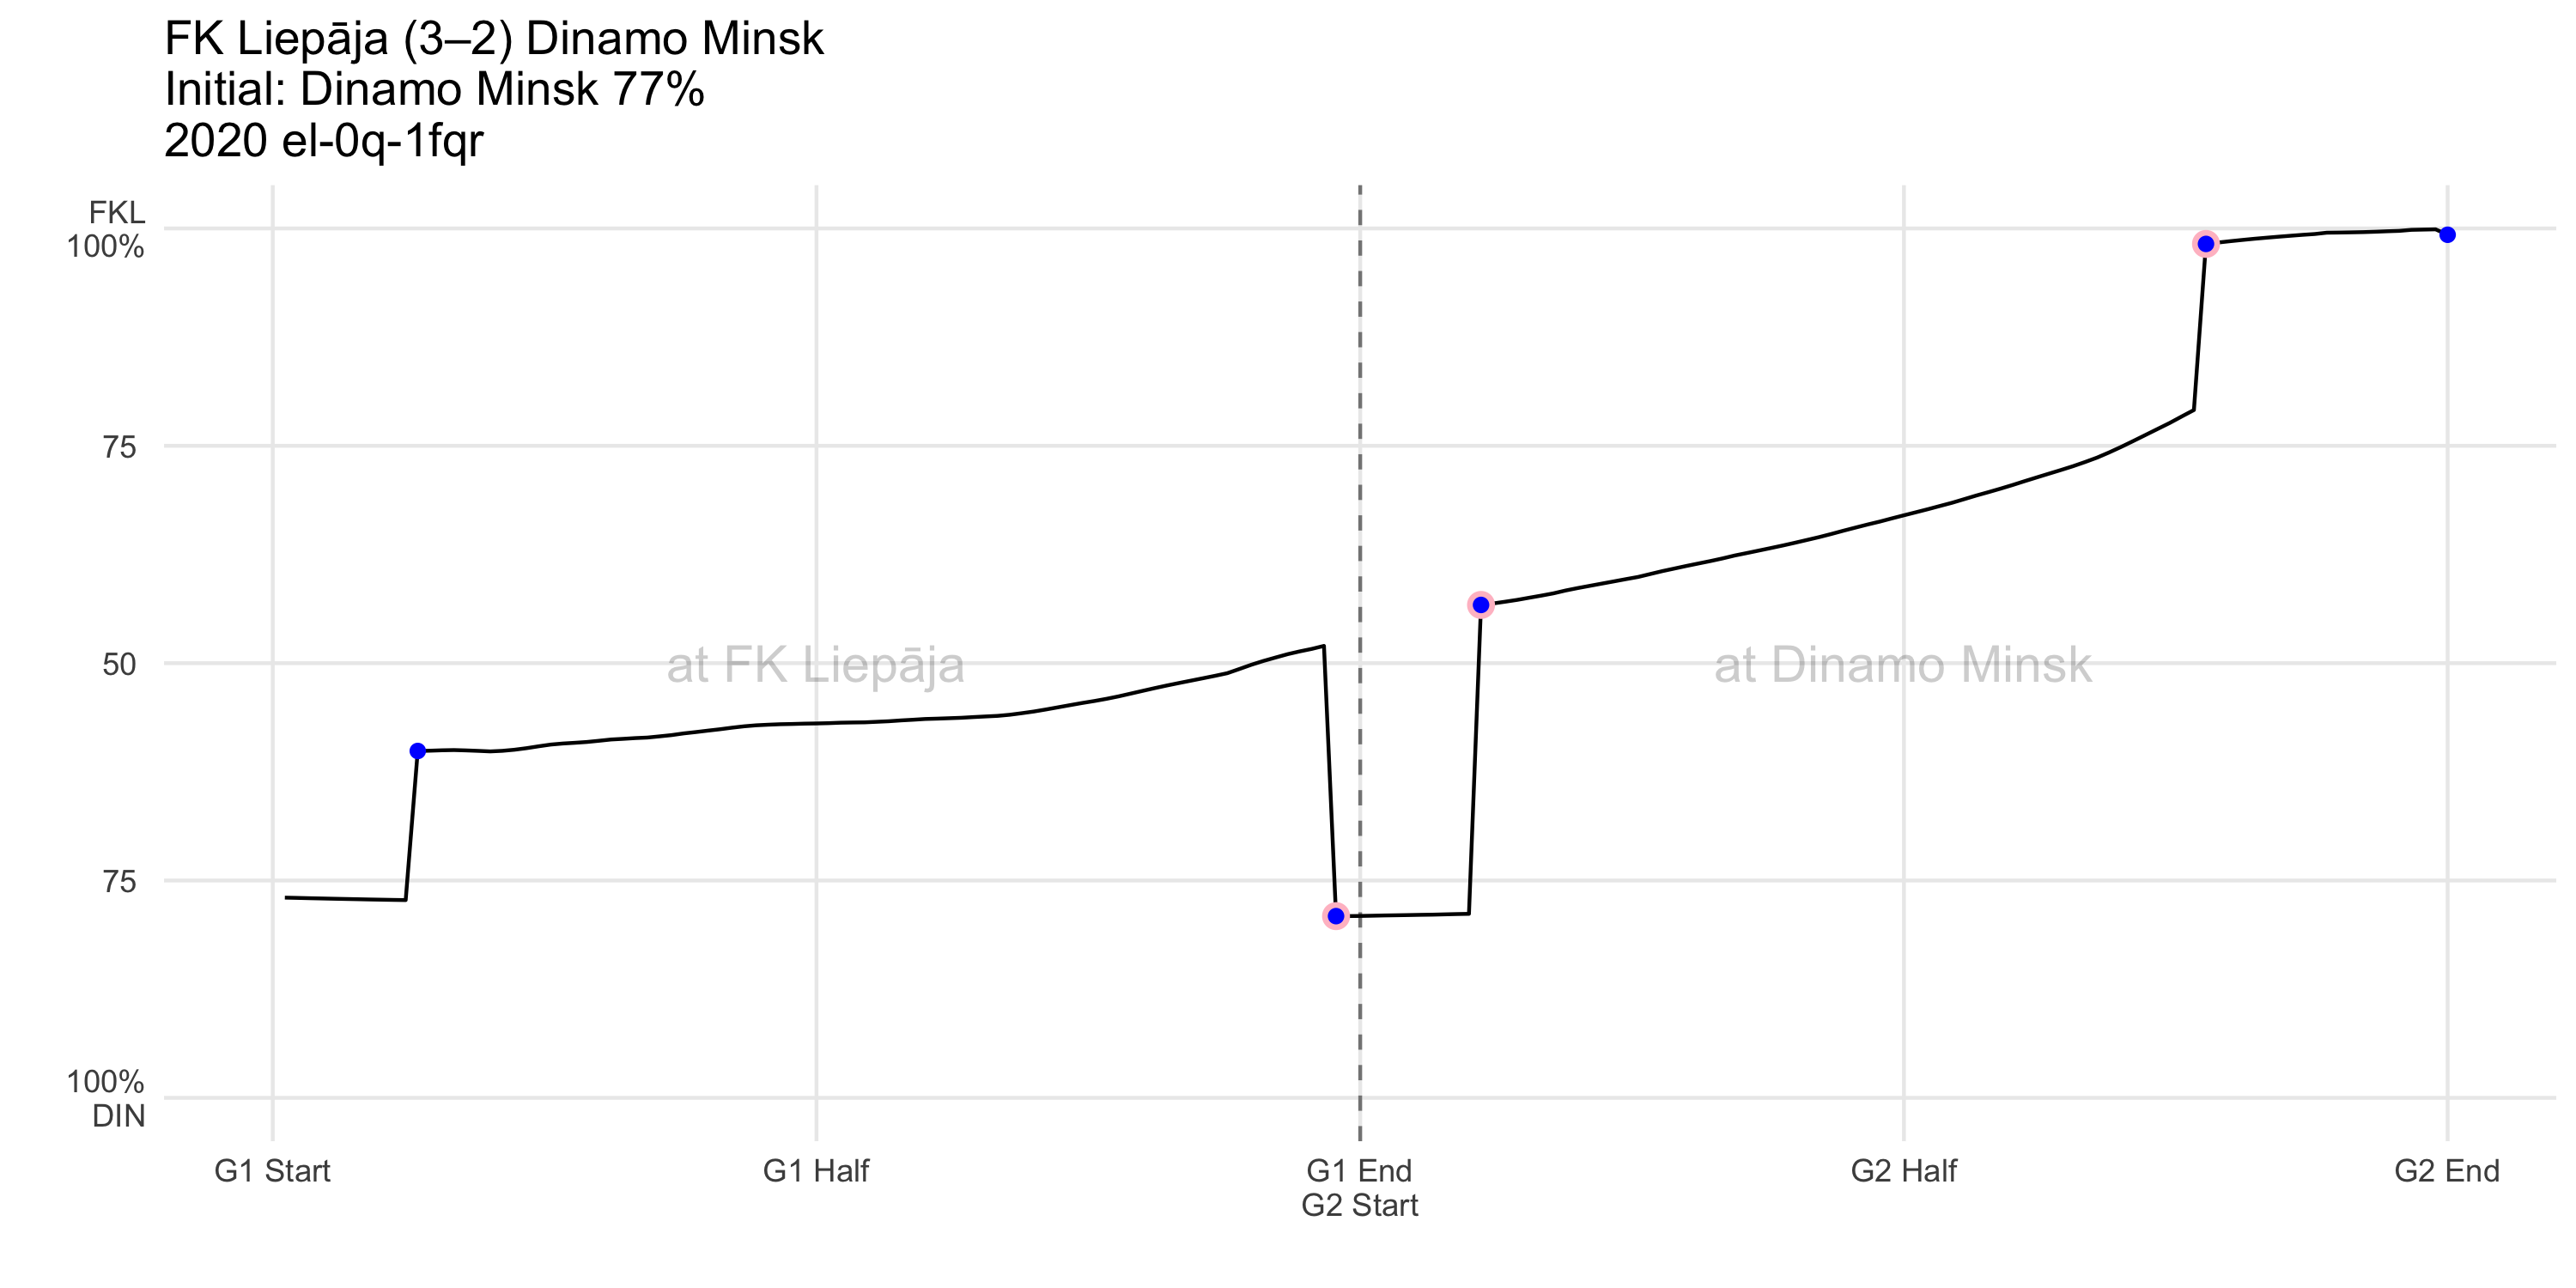 FK Liepāja (3–2) Dinamo Minsk
Initial: Dinamo Minsk 77%
2020 el-0q-1fqr
FKL
100%
75
50
75
100%
DIN
at FK Liepāja
at Dinamo Minsk
G1 Start
G1 Half
G1 End
G2 Start
G2 Half
G2 End